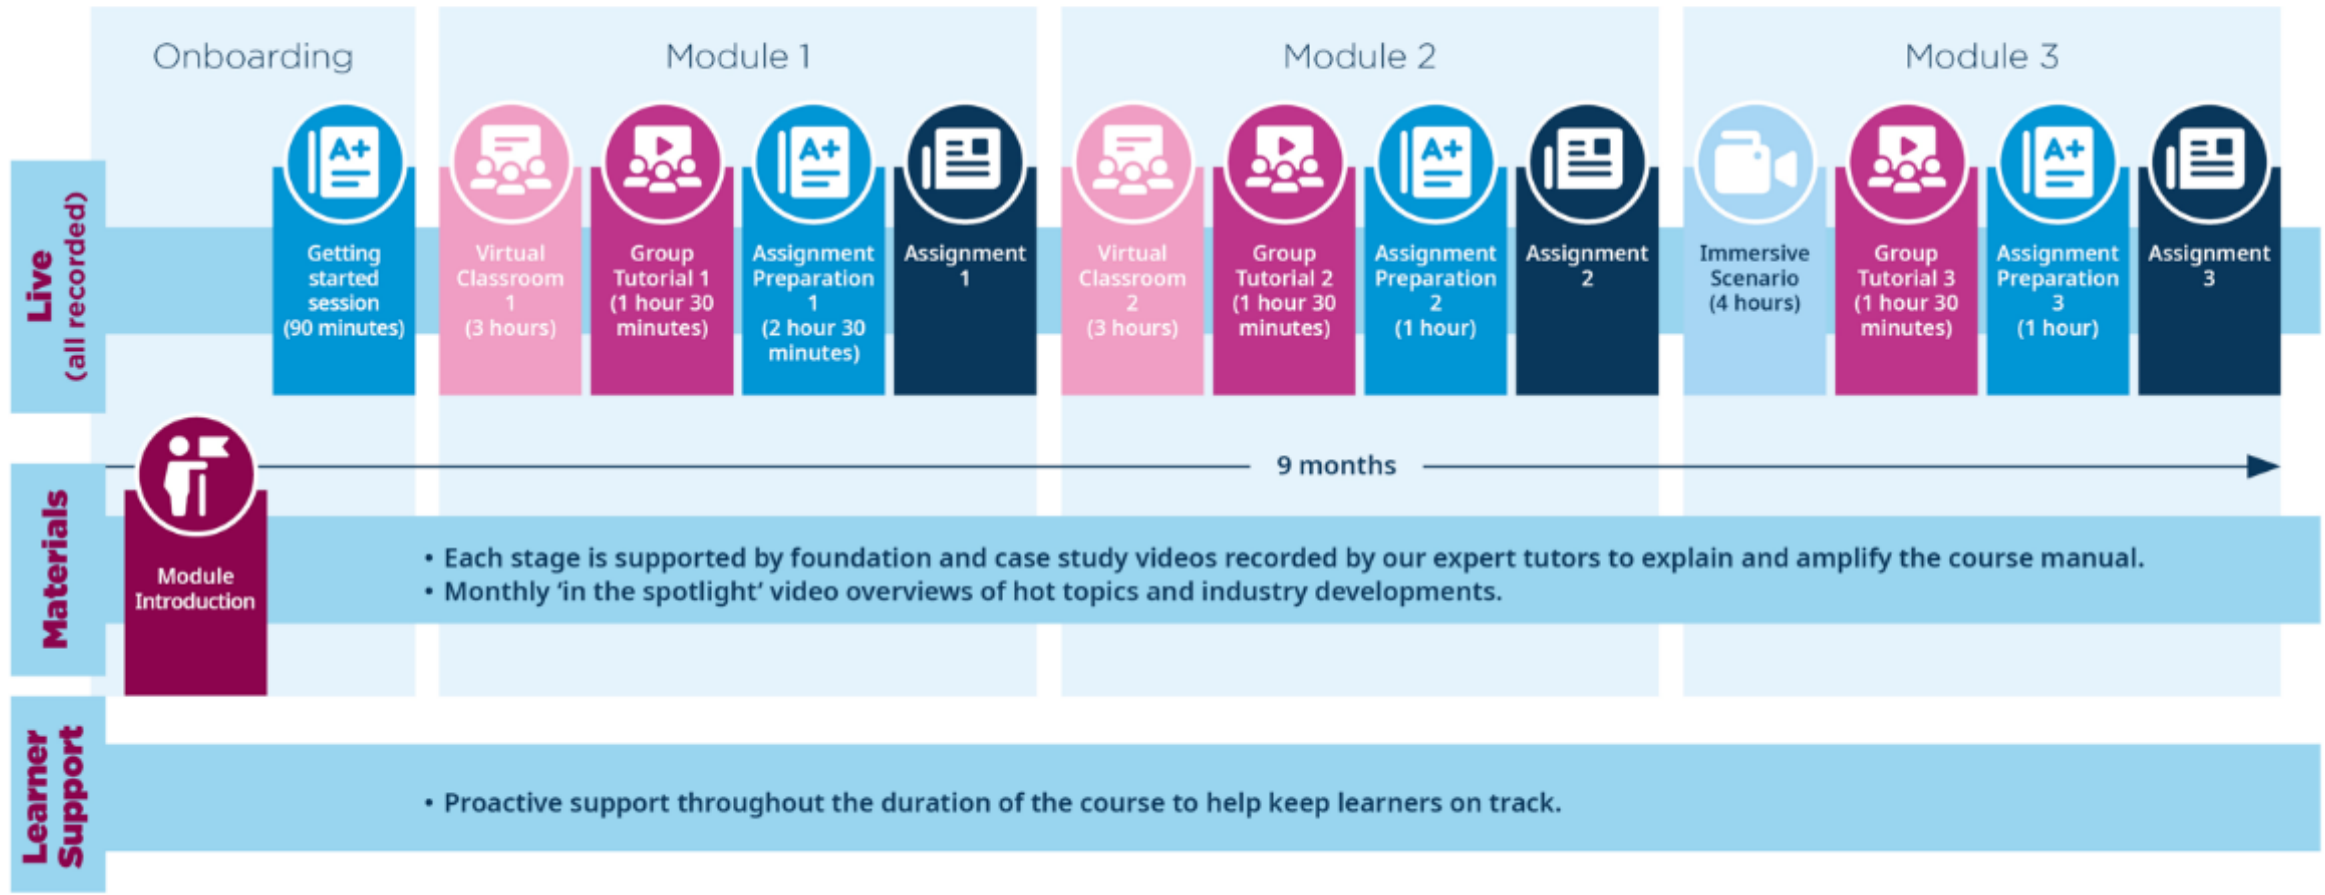 Onboarding
Module 1
Module 2
Module 3
Live
(all recorded)
A+
Getting
started
session
(90 minutes)
Virtual
Classroom
1
(3 hours)
Group
Tutorial 1
(1 hour 30
minutes)
A+
Assignment
Preparation
1
(2 hour 30
minutes)
Assignment
1
Virtual
Classroom
2
(3 hours)
Group
Tutorial 2
(1 hour 30
minutes)
A+
Assignment
Preparation
2
(1 hour)
Assignment
2
Immersive
Scenario
(4 hours)
Group
Tutorial 3
(1 hour 30
minutes)
A+
Assignment
Preparation
3
(1 hour)
Assignment
3
9 months
Materials
Module
Introduction
• Each stage is supported by foundation and case study videos recorded by our expert tutors to explain and amplify the course manual.
• Monthly ‘in the spotlight’ video overviews of hot topics and industry developments.
Learner
Support
• Proactive support throughout the duration of the course to help keep learners on track.